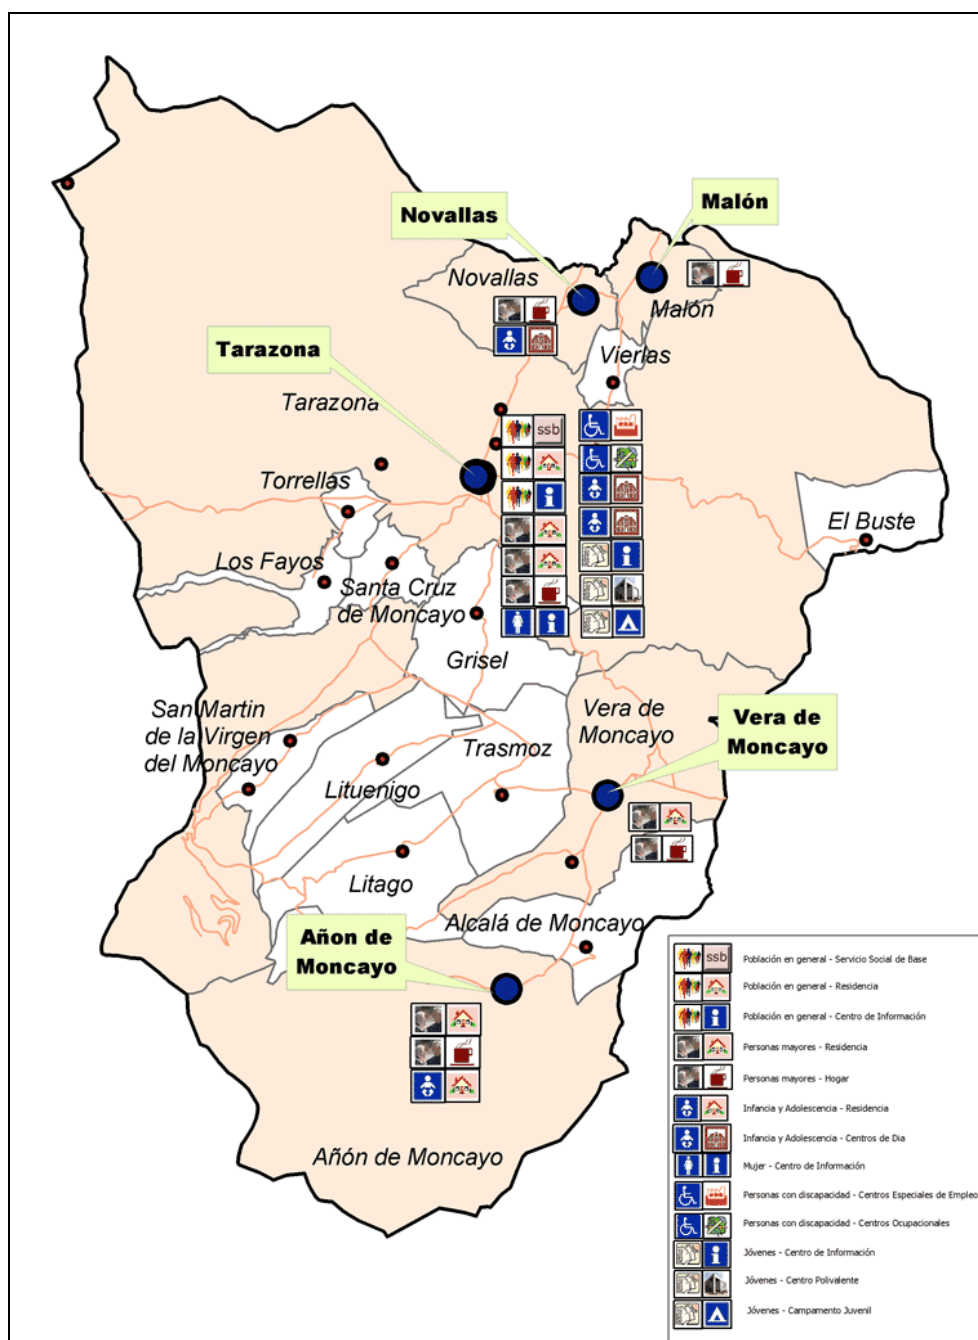 Malón
Novallas
Novallas
Malón
Tarazona
Vierlas
Tarazona
ssb
Torrellas
El Buste
Los Fayos
Santa Cruz
de Moncayo
Grisel
San Martin
de la Virgen
del Moncayo
Vera de
Moncayo
Vera de
Moncayo
Trasmoz
Lituenigo
Litago
Alcalá de Moncayo
Añon de
Moncayo
Añón de Moncayo
ssb Población en general - Servicio Social de Base
Población en general - Residencia
Población en general - Centro de Información
Personas mayores - Residencia
Personas mayores - Hogar
Infancia y Adolescencia - Residencia
Infancia y Adolescencia - Centros de Dia
Mujer - Centro de Información
Personas con discapacidad - Centros Especiales de Empleo
Personas con discapacidad - Centros Ocupacionales
Jóvenes - Centro de Información
Jóvenes - Centro Polivalente
Jóvenes - Campamento Juvenil